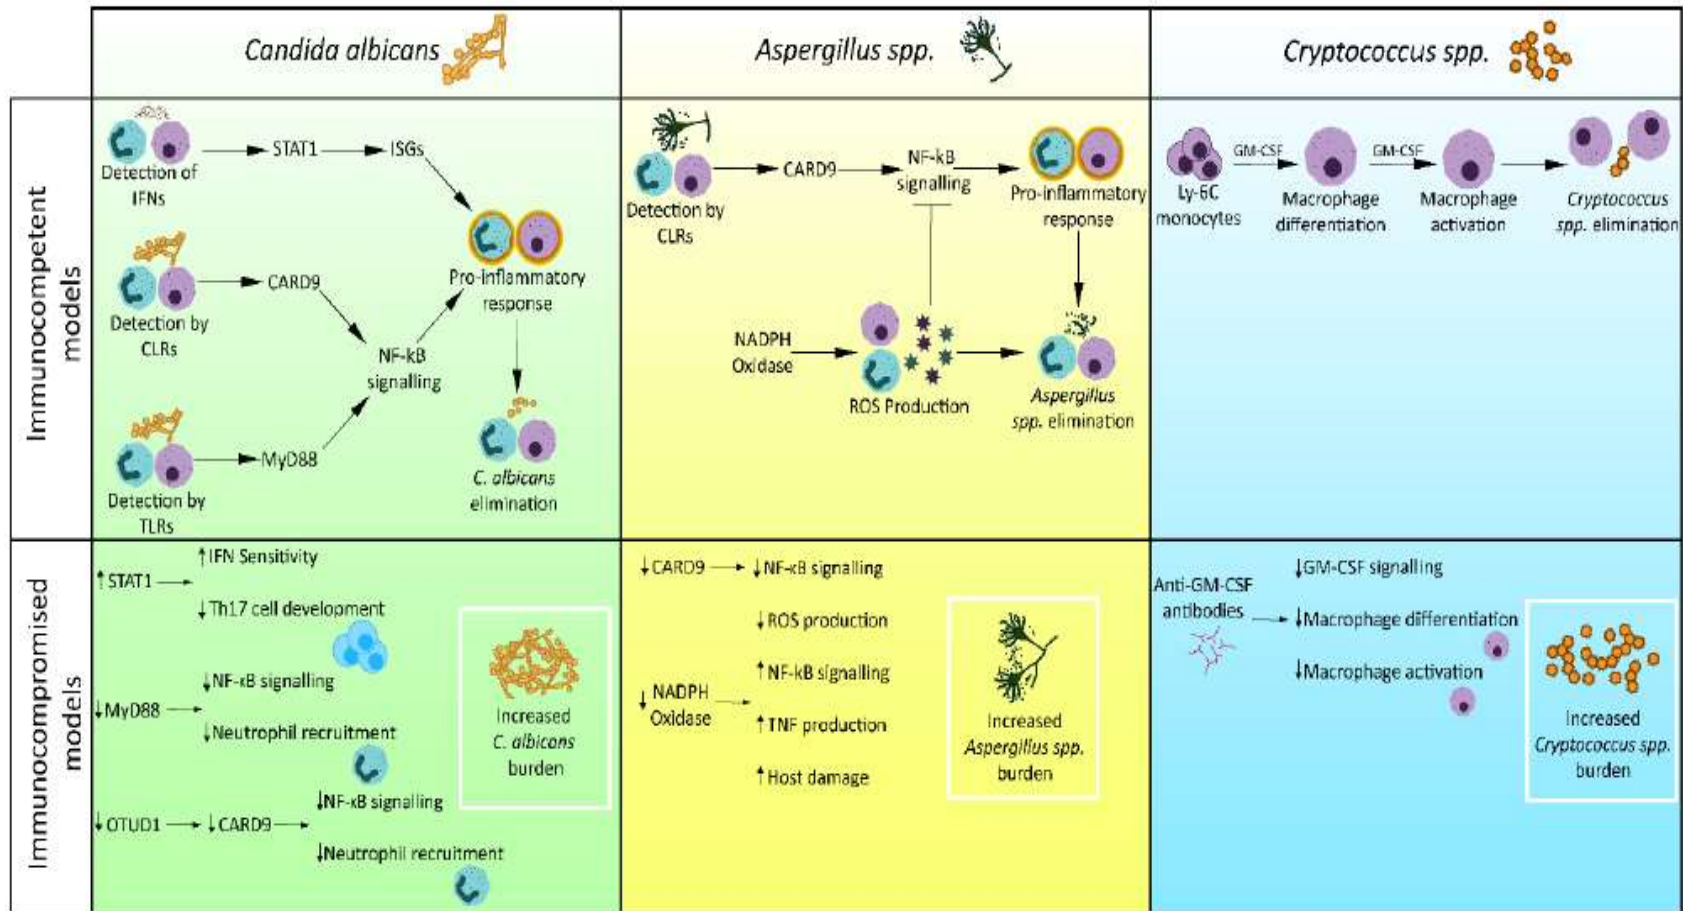 Candida albicans
Aspergillus spp.
Cryptococcus spp.
Immunocompetent
models
Detection of
IFNs
STAT1
ISGs
Detection by
CLRs
CARD9
NF-kB
signalling
Detection by
TLRs
MyD88
Pro-inflammatory
response
C. albicans
elimination
Detection by
CLRs
CARD9
NF-kB
signalling
Pro-inflammatory
response
NADPH
Oxidase
ROS Production
Aspergillus
spp. elimination
Ly-6C
monocytes
GM-CSF
Macrophage
differentiation
GM-CSF
Macrophage
activation
Cryptococcus
spp. elimination
Immunocompromised
models
↑STAT1
↑IFN Sensitivity
↓Th17 cell development
↓MyD88
↓NF-κB signalling
↓Neutrophil recruitment
↓OTUD1
↓CARD9
↓NF-κB signalling
↓Neutrophil recruitment
Increased
C. albicans
burden
↓CARD9
↓NF-κB signalling
↓NADPH
Oxidase
↓ROS production
↑NF-kB signalling
↑TNF production
↑Host damage
Increased
Aspergillus spp.
burden
Anti-GM-CSF
antibodies
↓GM-CSF signalling
↓Macrophage differentiation
↓Macrophage activation
Increased
Cryptococcus spp.
burden